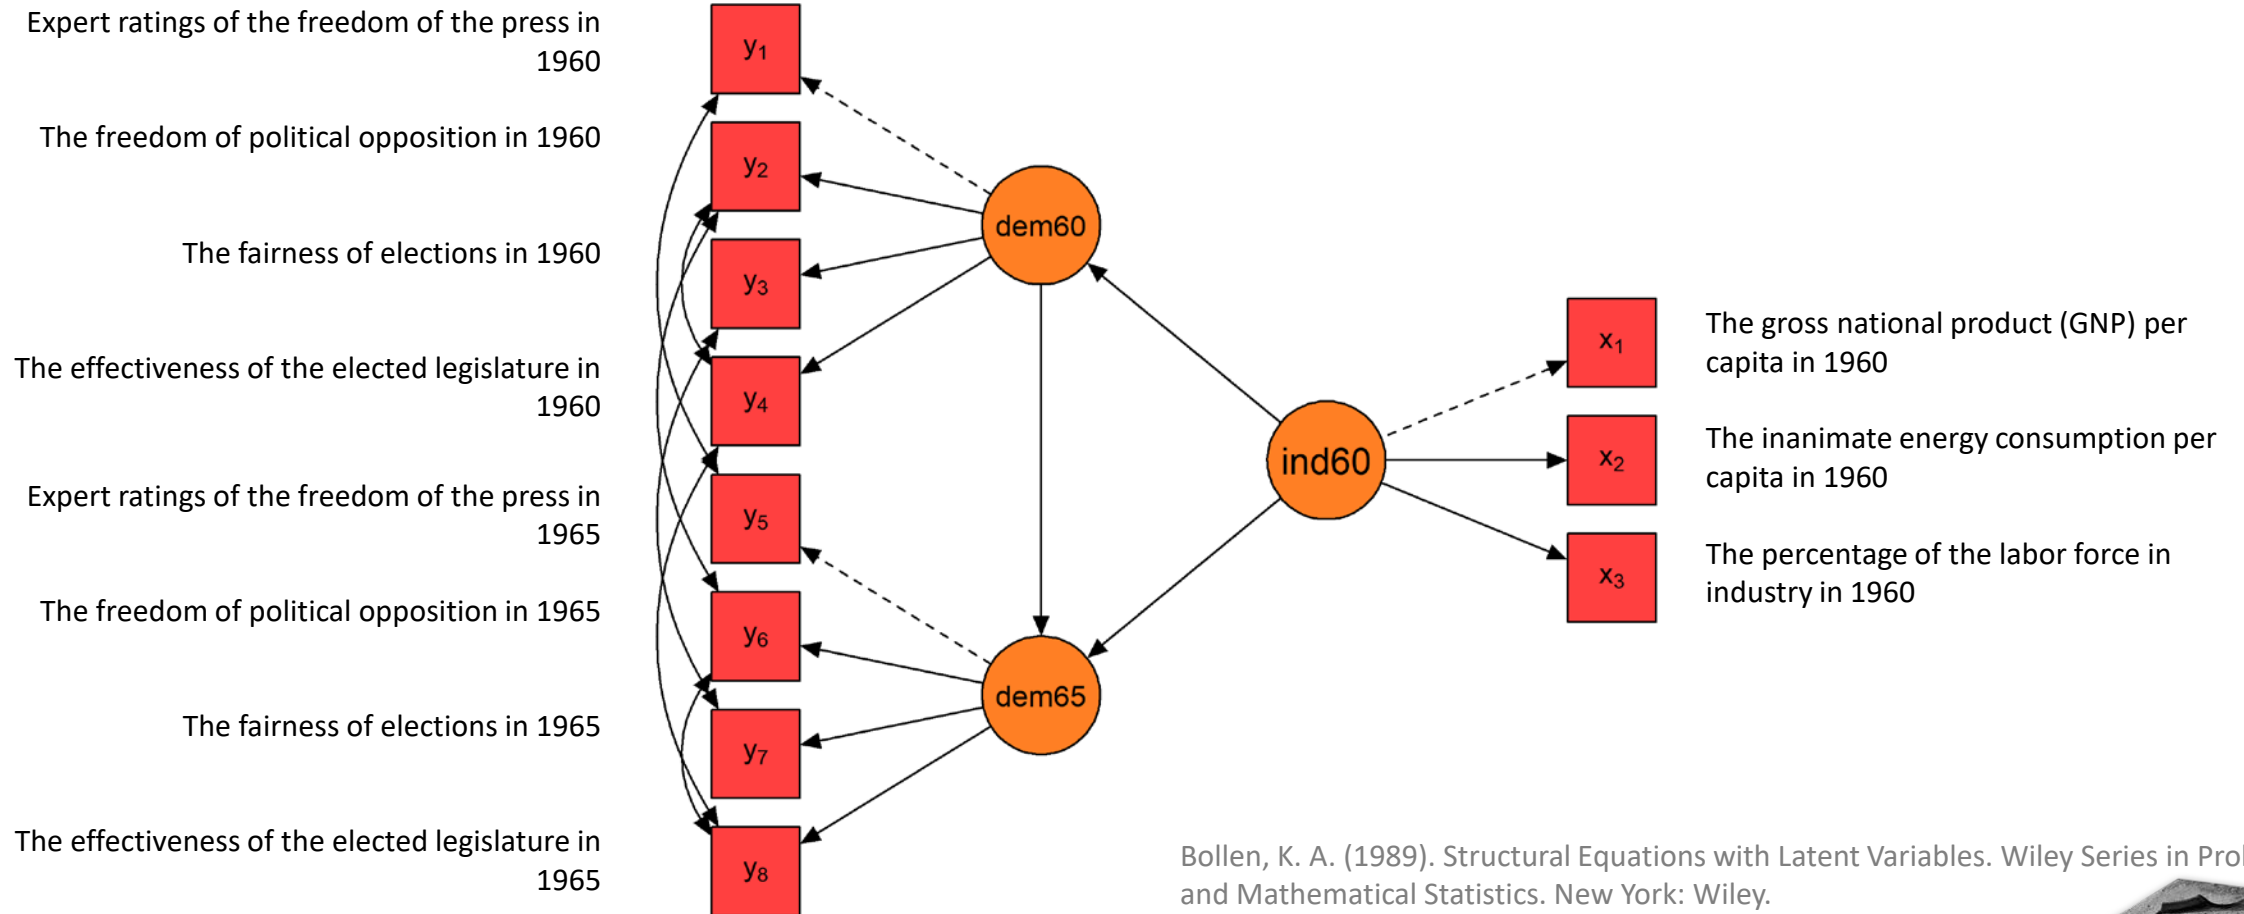 Expert ratings of the freedom of the press in
1960
The freedom of political opposition in 1960
The fairness of elections in 1960
The effectiveness of the elected legislature in
1960
Expert ratings of the freedom of the press in
1965
The freedom of political opposition in 1965
The fairness of elections in 1965
The effectiveness of the elected legislature in
1965
y₁
y₂
y₃
y₄
y₅
y₆
y₇
y₈
dem60
dem65
ind60
x₁
x₂
x₃
The gross national product (GNP) per
capita in 1960
The inanimate energy consumption per
capita in 1960
The percentage of the labor force in
industry in 1960
Bollen, K. A. (1989). Structural Equations with Latent Variables. Wiley Series in
and Mathematical Statistics. New York: Wiley.